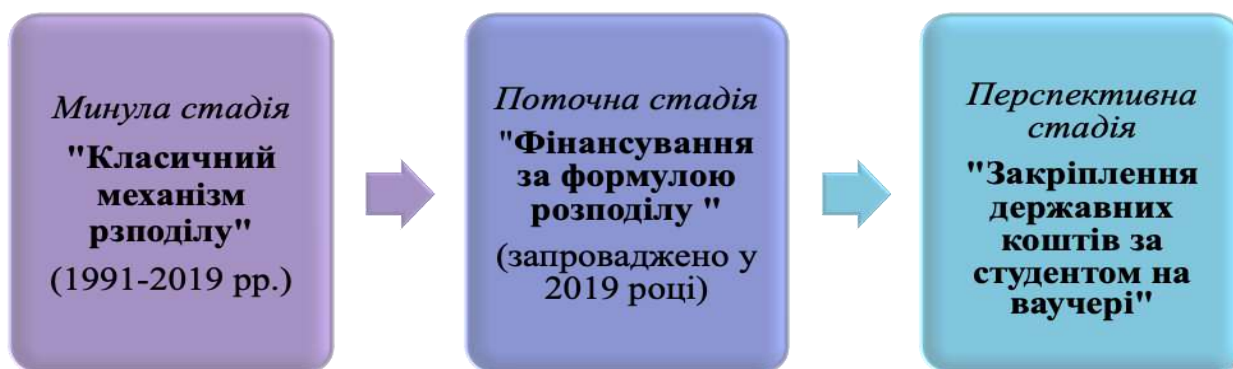 Минула стадія
"Класичний
механізм
рзподілу"
(1991-2019 рр.)
Поточна стадія
"Фінансування
за формулою
розподілу "
(запроваджено у
2019 році)
Перспективна
стадія
"Закріплення
державних
коштів за
студентом на
ваучері"